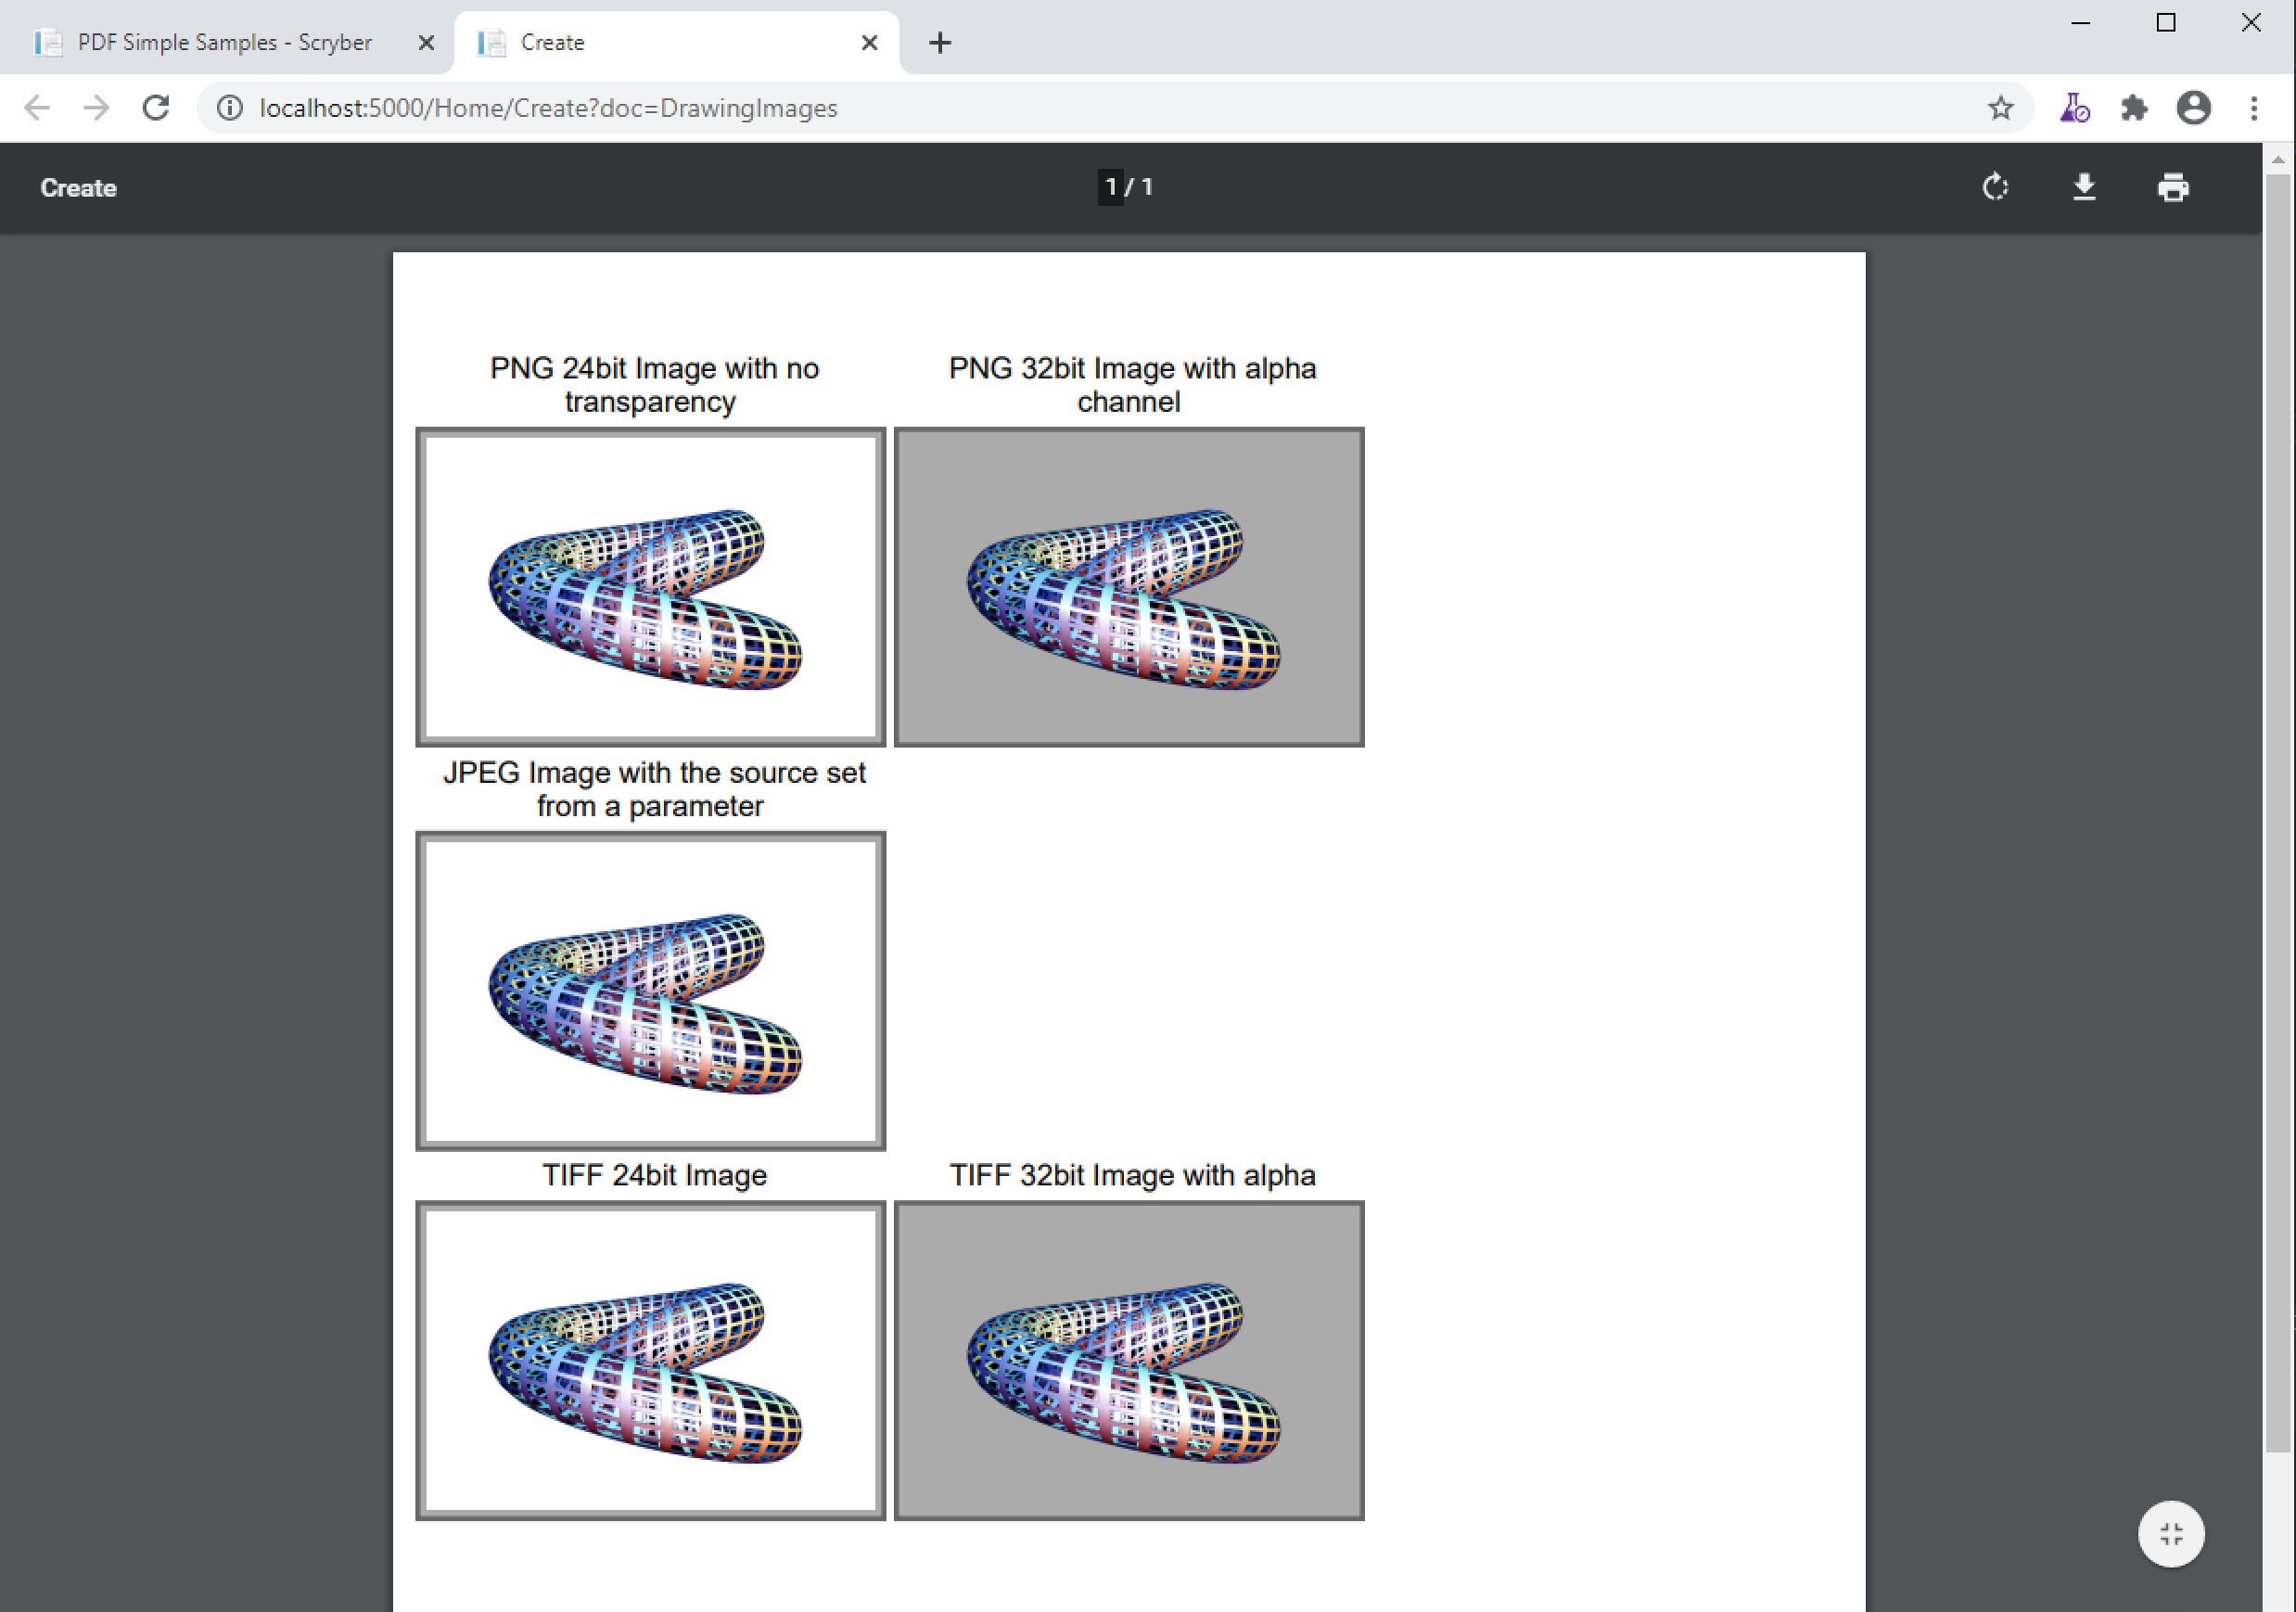 PDF Simple Samples - Scryber
Create
localhost:5000/Home/Create?doc=DrawingImages
Create
1 / 1
PNG 24bit Image with no
transparency
PNG 32bit Image with alpha
channel
JPEG Image with the source set
from a parameter
TIFF 24bit Image
TIFF 32bit Image with alpha